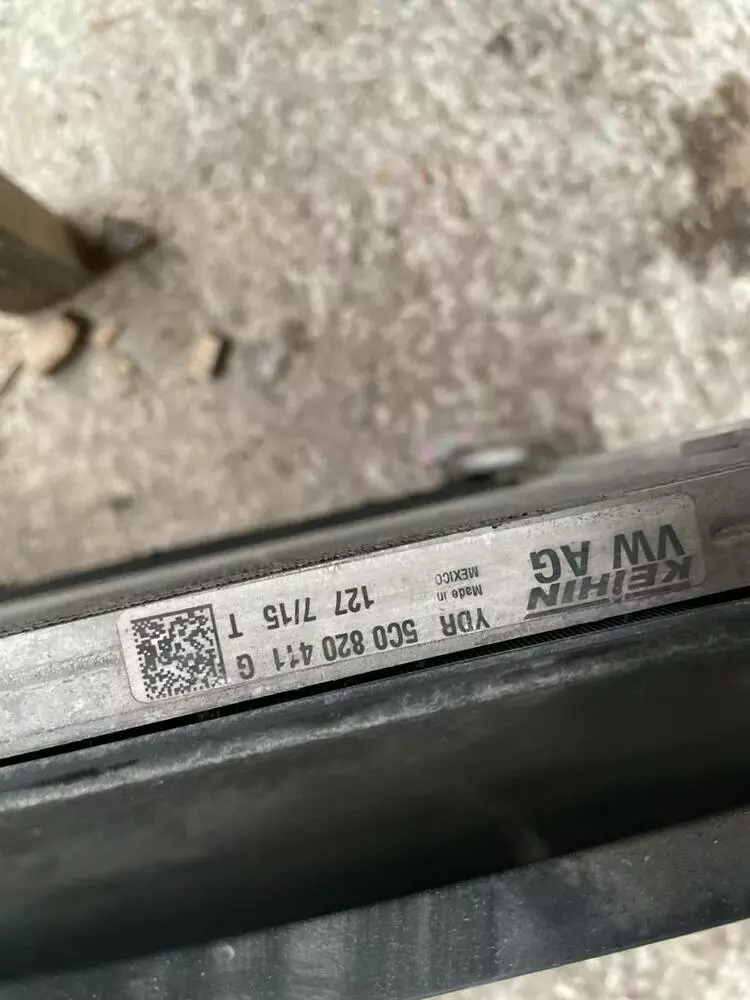 KEIHIN YDR 5C0 820 411 G
VW AG Made in MEXICO 127 7/15 T